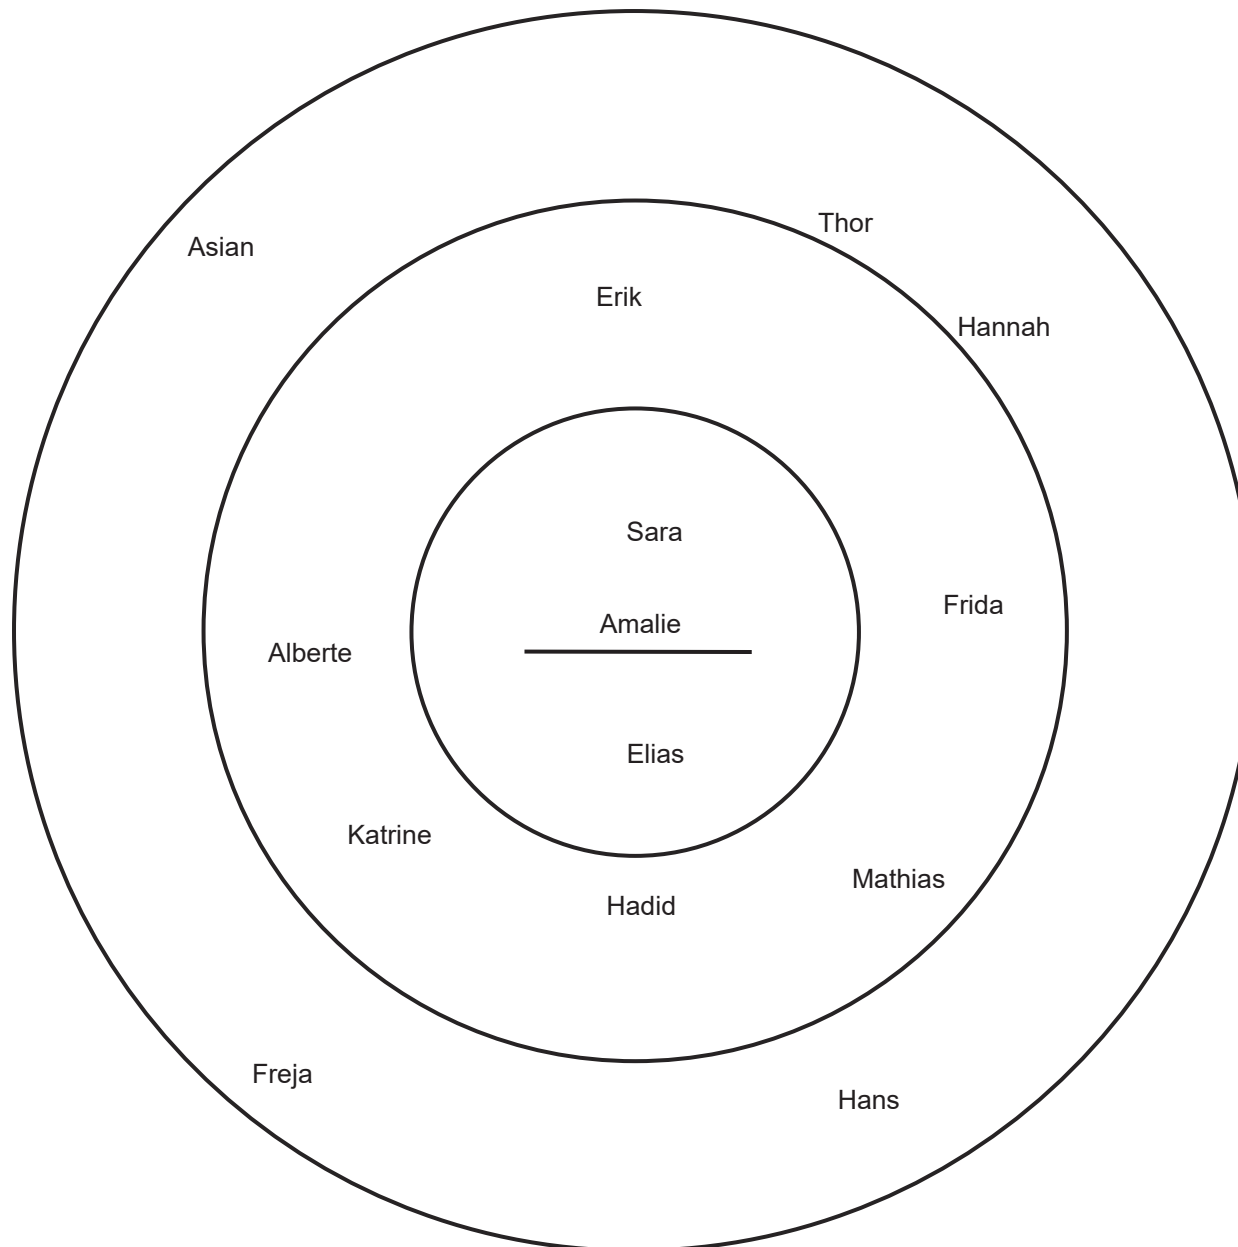 Thor
Asian
Erik
Hannah
Sara
Frida
Amalie
Alberte
Elias
Katrine
Mathias
Hadid
Freja
Hans